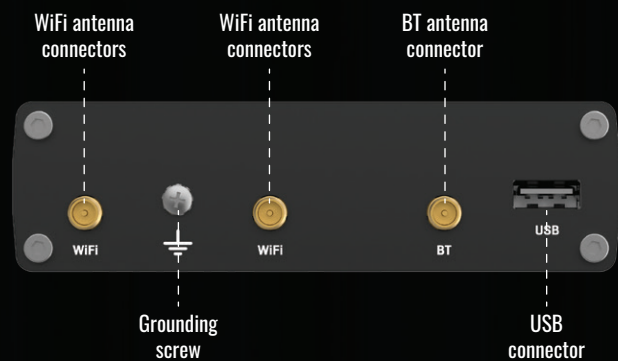 WiFi antenna
connectors
WiFi antenna
connectors
BT antenna
connector
WiFi
WiFi
BT
USB
Grounding
screw
USB
connector